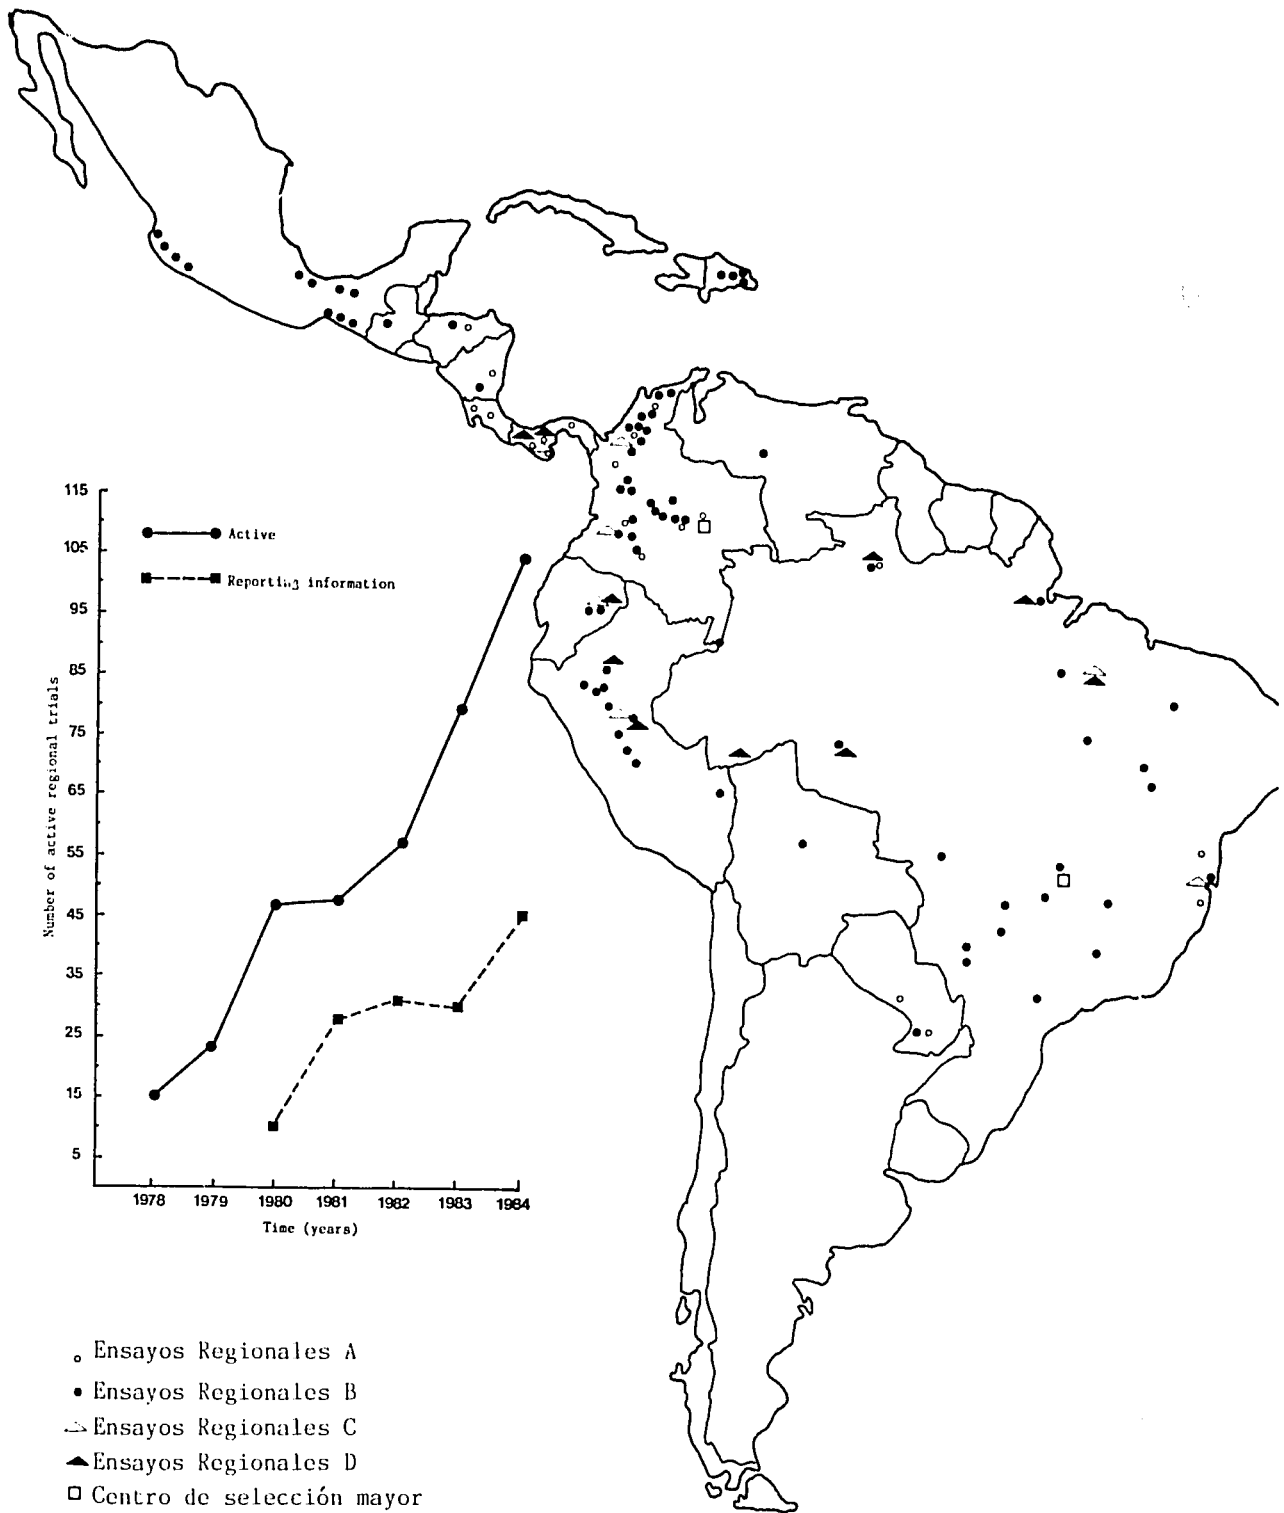 115
105
95
85
75
65
55
45
35
25
15
5
Number of active regional trials
Active
Reporting information
1978 1979 1980 1981 1982 1983 1984
Time (years)
Ensayos Regionales A
Ensayos Regionales B
Ensayos Regionales C
Ensayos Regionales D
Centro de selección mayor